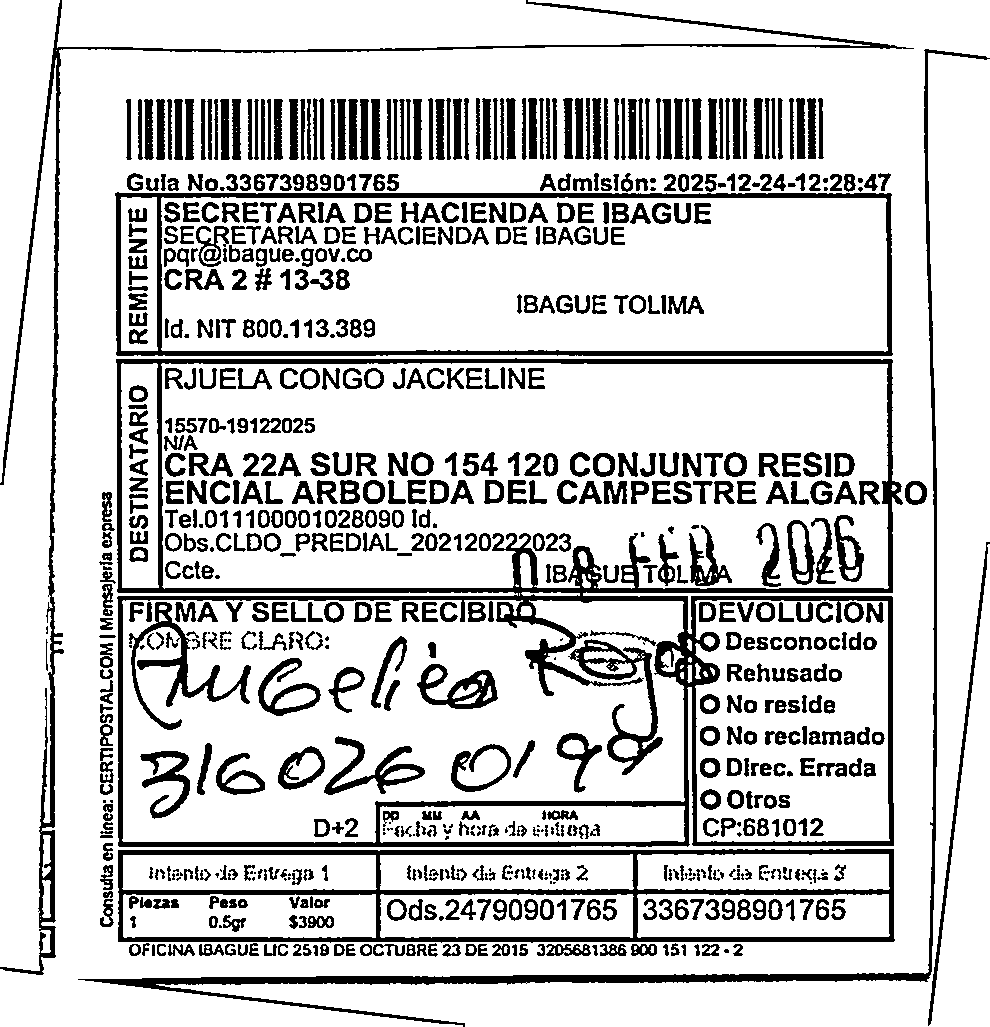 Guia No.3367398901765 Admisión: 2025-12-24-12:28:47
REMITENTE
SECRETARIA DE HACIENDA DE IBAGUE
SECRETARIA DE HACIENDA DE IBAGUE
pqr@ibague.gov.co
CRA 2 # 13-38
IBAGUE TOLIMA
Id. NIT 800.113.389
DESTINATARIO
RJUELA CONGO JACKELINE
15570-19122025
N/A
CRA 22A SUR NO 154 120 CONJUNTO RESID
ENCIAL ARBOLEDA DEL CAMPESTRE ALGARRO
Tel.011100001028090 Id.
Obs.CLDO_PREDIAL_202120222023
Ccte. IBAGUE TOLIMA
FEB 2026
FIRMA Y SELLO DE RECIBIDO
NOMBRE CLARO:
Angelica
316 026 0199
D+2
DD MM AA HORA
Fecha y hora de entrega
DEVOLUCION
Desconocido
Rehusado
No reside
No reclamado
Direc. Errada
Otros
CP:681012
Intento de Entrega 1 Intento de Entrega 2 Intento de Entrega 3
Piezas Peso Valor
1 0.5gr $3900
Ods.24790901765 3367398901765
OFICINA IBAGUE LIC 2519 DE OCTUBRE 23 DE 2015 3205681386 900 151 122 - 2
Consulta en linea: CERTIPOSTAL.COM | Mensajeria expresa